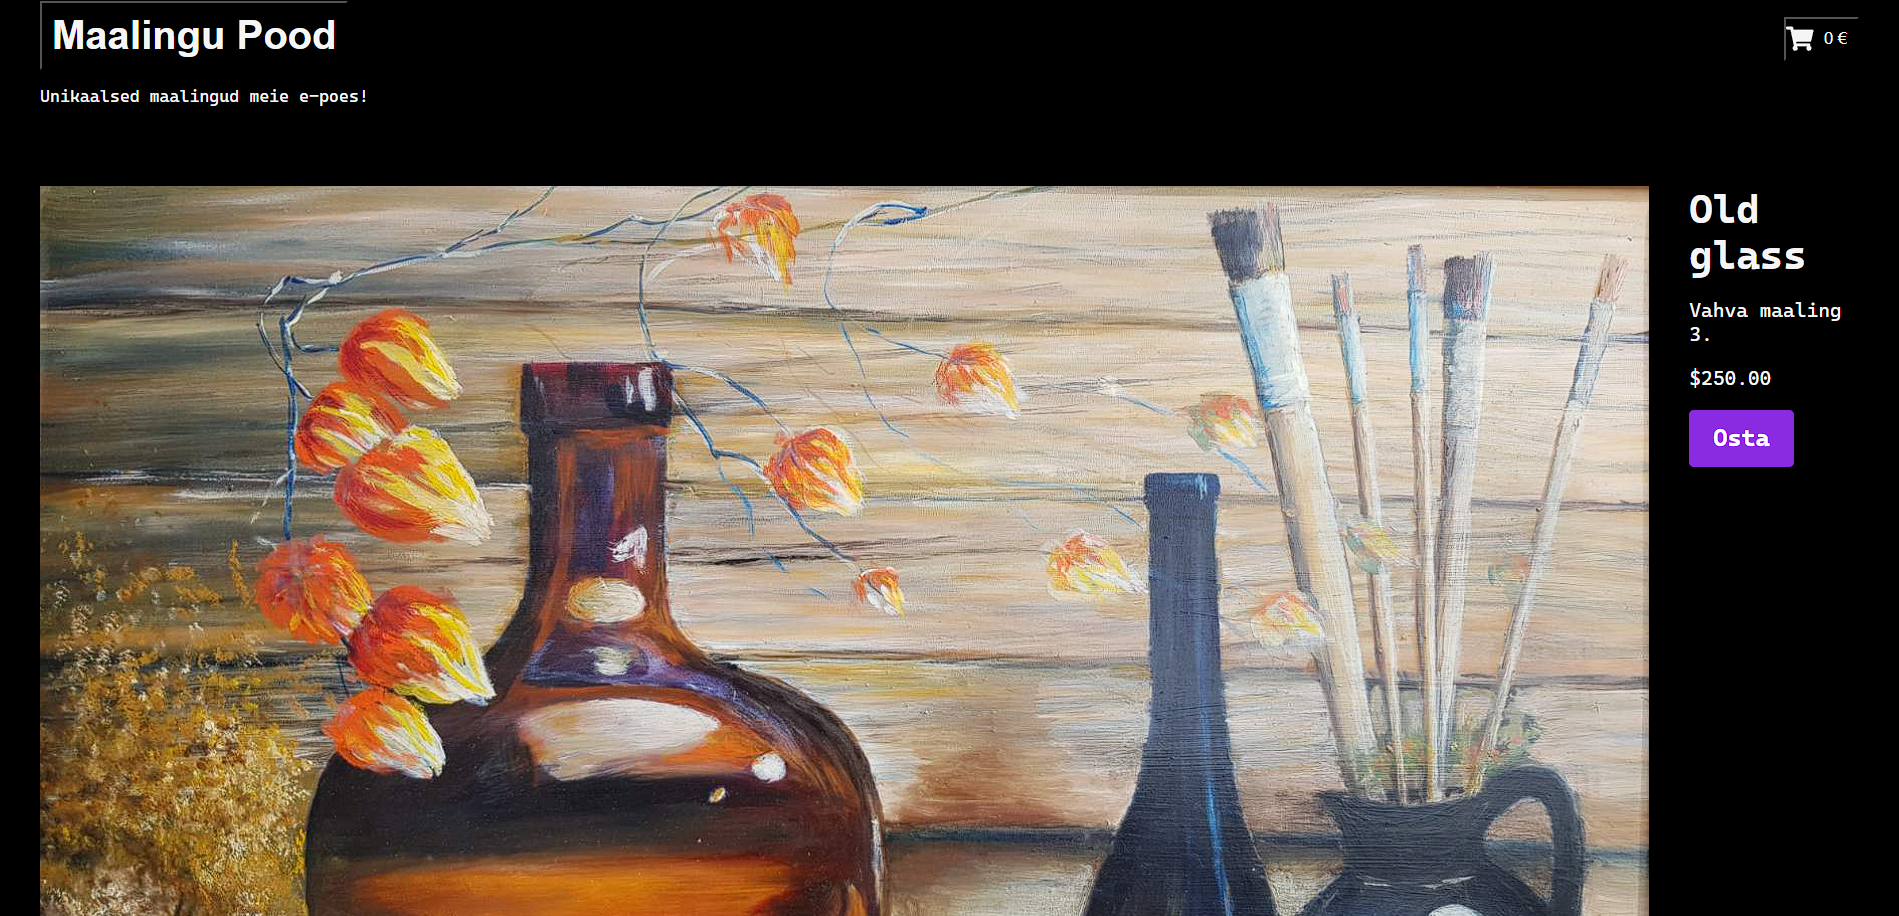 Maalingu Pood
0 €
Unikaalsed maalingud meie e-poes!
Old
glass
Vahva maaling
3.
$250.00
Osta